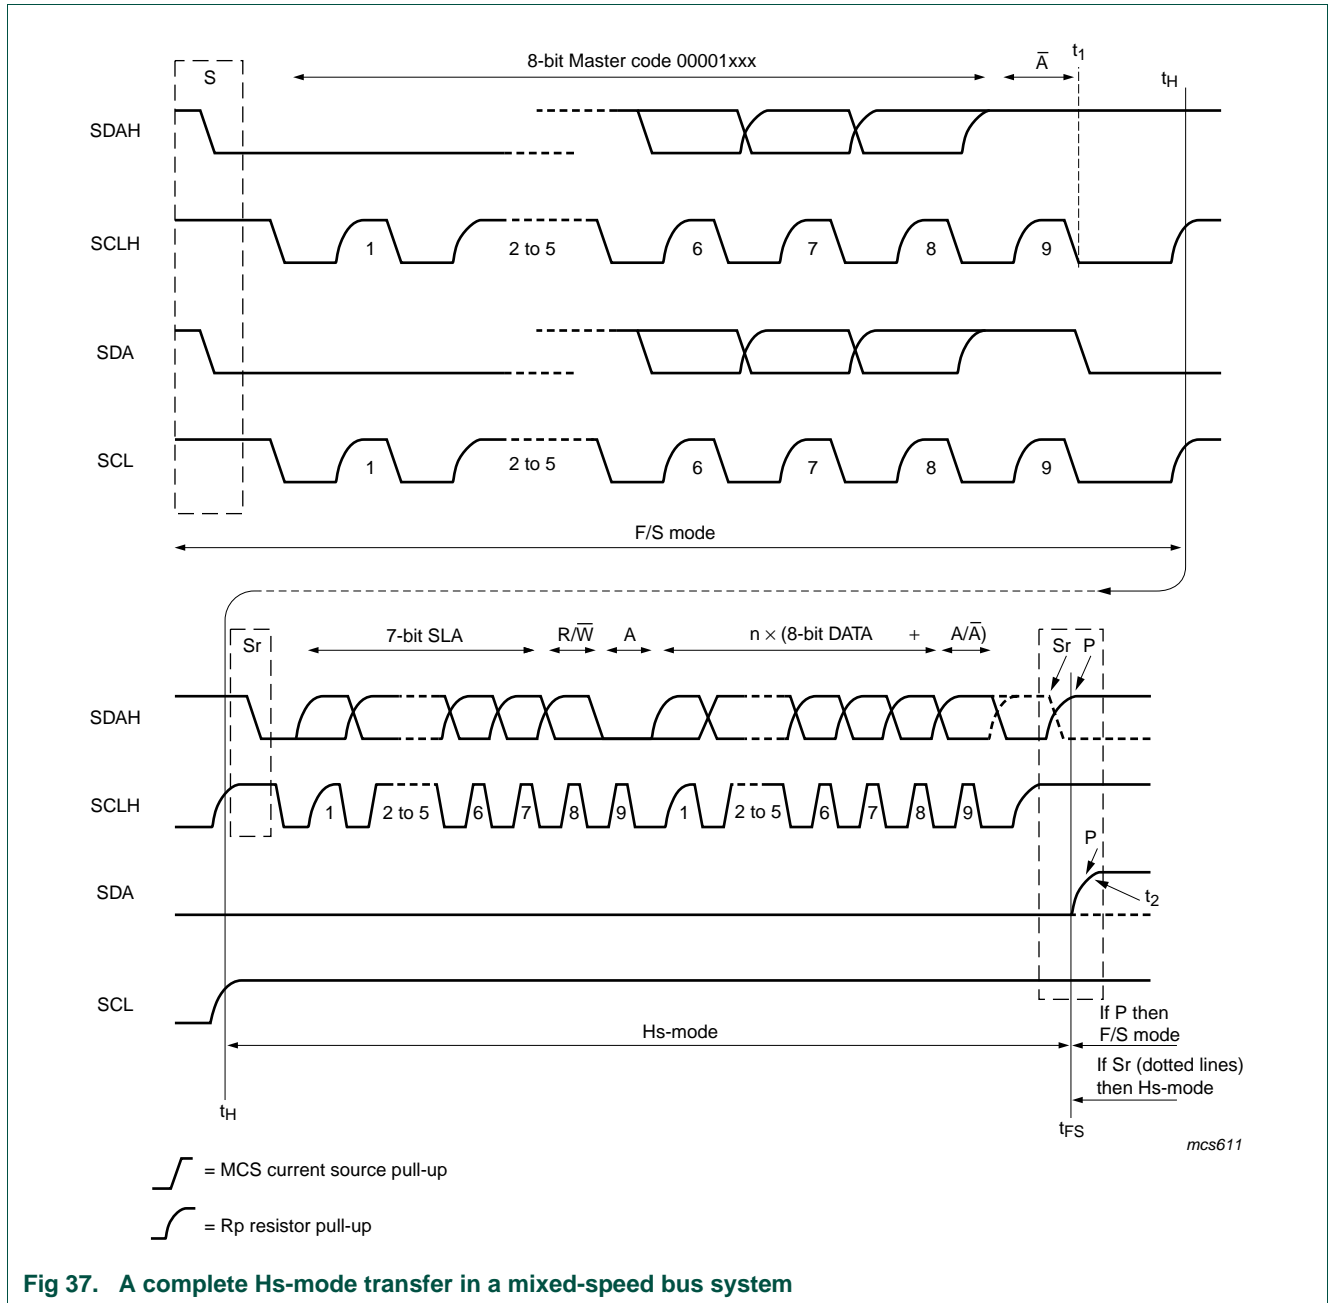 S
8-bit Master code 00001xxx
A̅
t1
tH
SDAH
SCLH
1
2 to 5
6
7
8
9
SDA
SCL
1
2 to 5
6
7
8
9
F/S mode
Sr
7-bit SLA
R/W̅
A
n × (8-bit DATA + A/A̅)
Sr P
SDAH
SCLH
1
2 to 5
6
7
8
9
1
2 to 5
6
7
8
9
P
SDA
t2
SCL
If P then
F/S mode
Hs-mode
If Sr (dotted lines)
then Hs-mode
tH
tFS
mcs611
= MCS current source pull-up
= Rp resistor pull-up
Fig 37. A complete Hs-mode transfer in a mixed-speed bus system